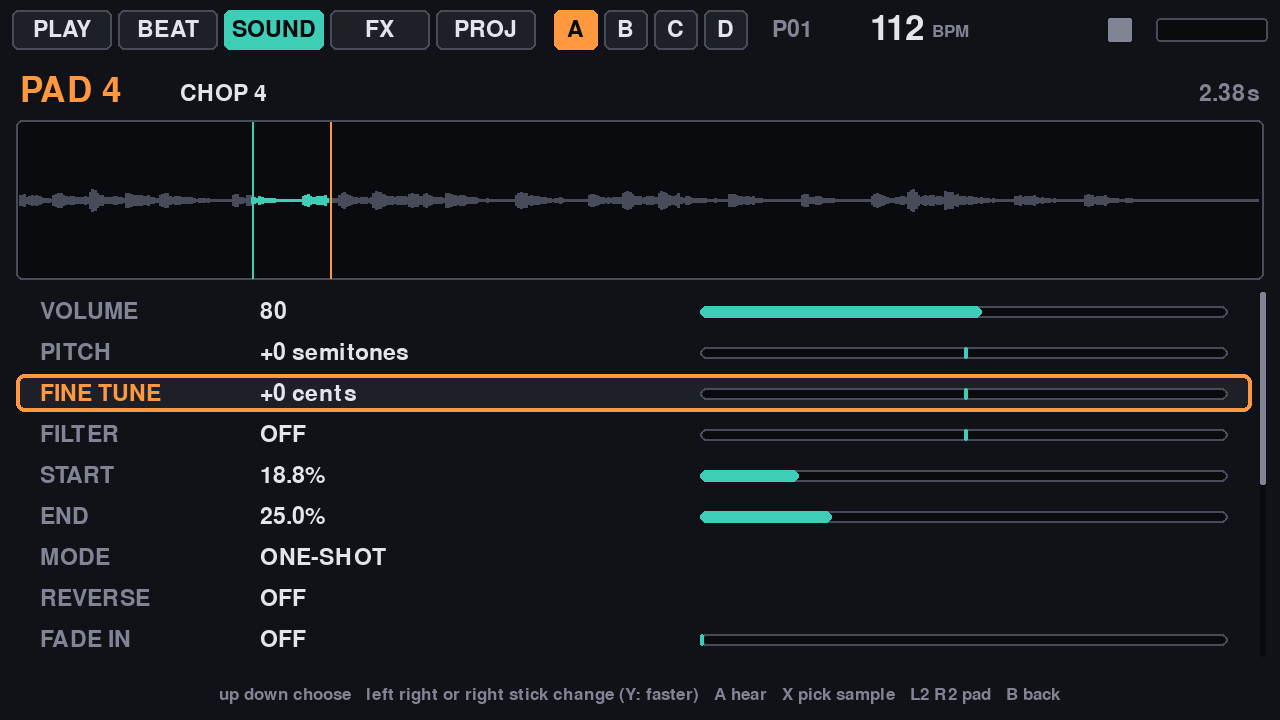 PLAY BEAT SOUND FX PROJ A B C D P01 112 BPM
PAD 4 CHOP 4 2.38s
VOLUME 80
PITCH +0 semitones
FINE TUNE +0 cents
FILTER OFF
START 18.8%
END 25.0%
MODE ONE-SHOT
REVERSE OFF
FADE IN OFF
up down choose left right or right stick change (Y: faster) A hear X pick sample L2 R2 pad B back